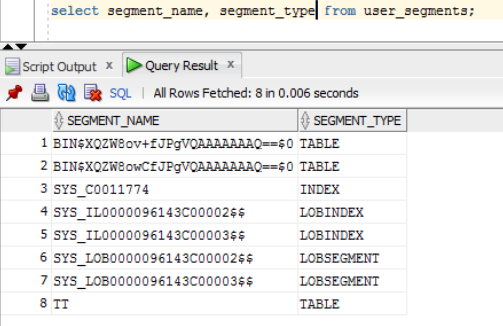 select segment_name, segment_type from user_segments;
Script Output x Query Result x
SQL | All Rows Fetched: 8 in 0.006 seconds
SEGMENT_NAME SEGMENT_TYPE
1 BIN$XQZW8ov+fJPgVQAAAAAAAQ==$0 TABLE
2 BIN$XQZW8owCfJPgVQAAAAAAAQ==$0 TABLE
3 SYS_C0011774 INDEX
4 SYS_IL0000096143C00002$$ LOBINDEX
5 SYS_IL0000096143C00003$$ LOBINDEX
6 SYS_LOB0000096143C00002$$ LOBSEGMENT
7 SYS_LOB0000096143C00003$$ LOBSEGMENT
8 TT TABLE